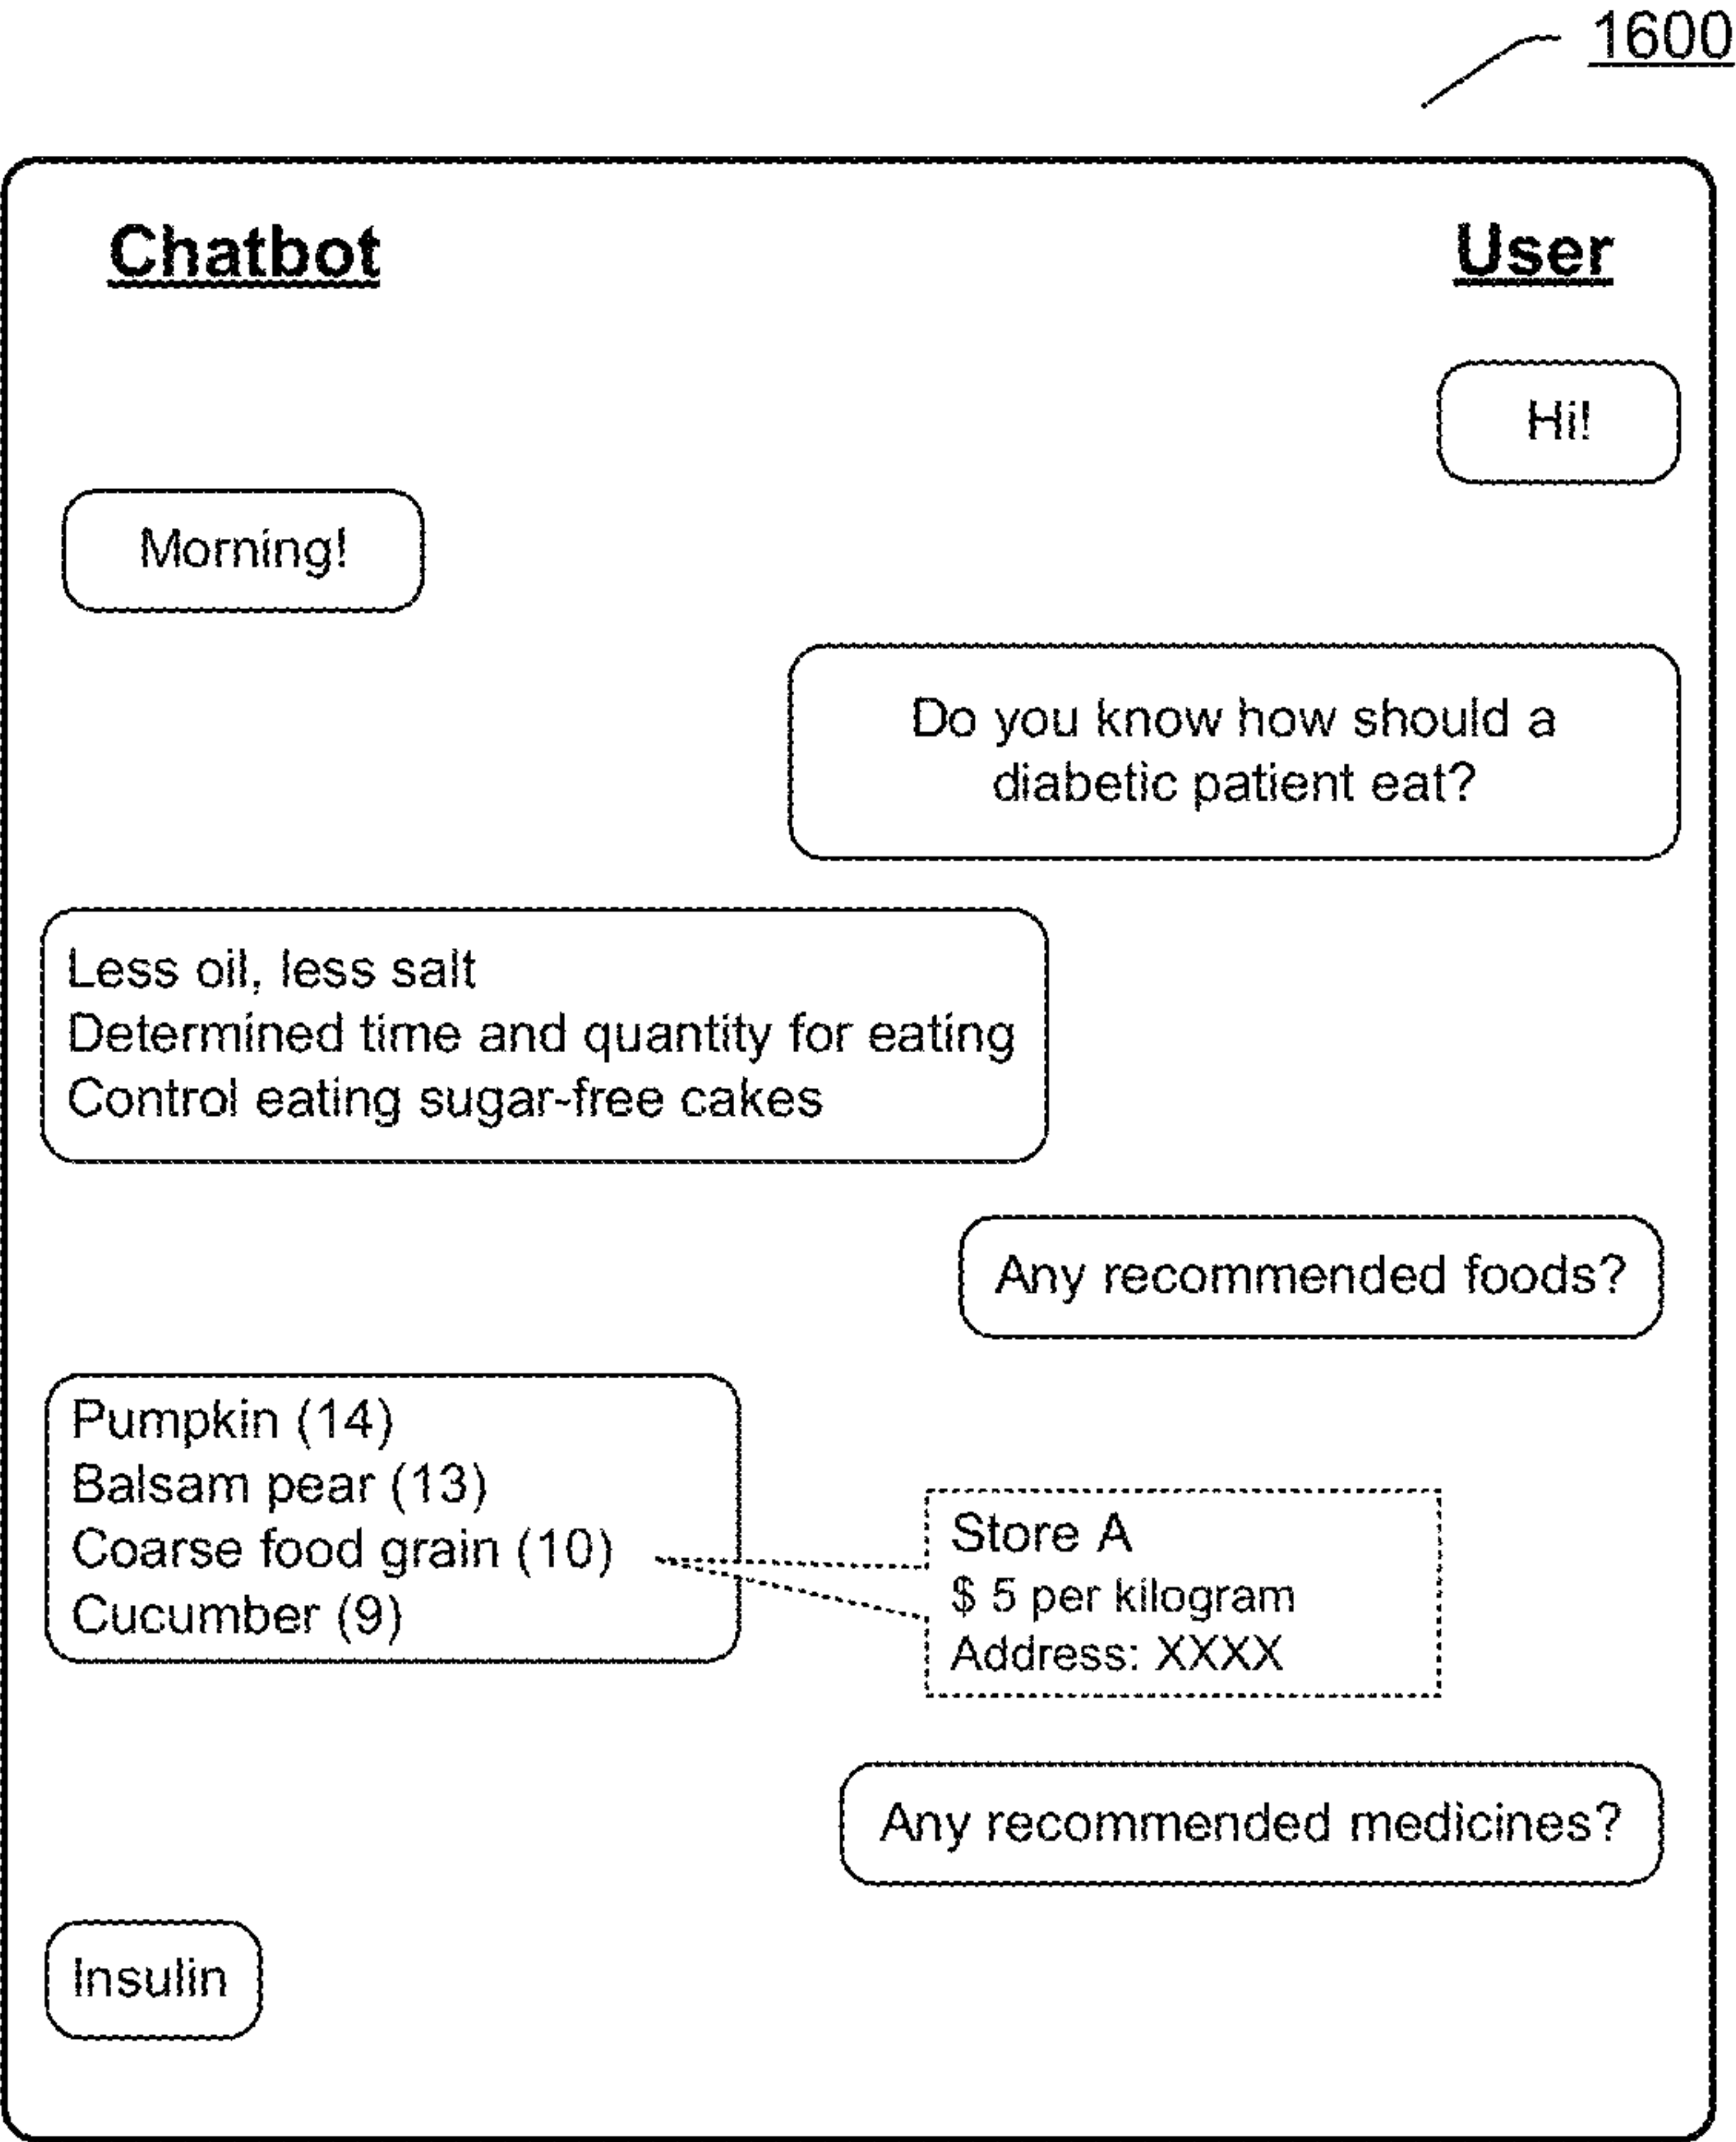 1600
Chatbot
User
Hi!
Morning!
Do you know how should a
diabetic patient eat?
Less oil, less salt
Determined time and quantity for eating
Control eating sugar-free cakes
Any recommended foods?
Pumpkin (14)
Balsam pear (13)
Coarse food grain (10)
Cucumber (9)
Store A
$ 5 per kilogram
Address: XXXX
Any recommended medicines?
Insulin